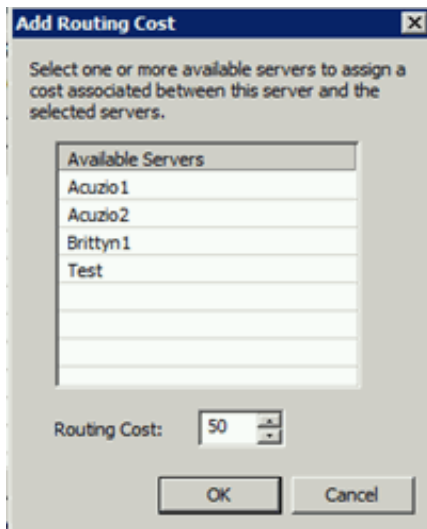 Add Routing Cost
Select one or more available servers to assign a
cost associated between this server and the
selected servers.
Available Servers
Acuzio1
Acuzio2
Brittyn1
Test
Routing Cost: 50
OK Cancel